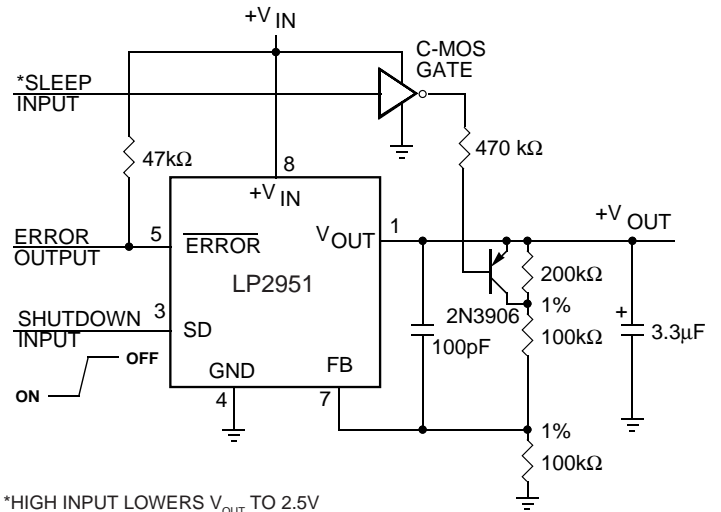 +V IN
C-MOS
GATE
*SLEEP
INPUT
47kΩ
470 kΩ
8
+V IN
5
ERROR
OUTPUT
ERROR
V OUT
1
+V OUT
LP2951
200kΩ
3
SHUTDOWN
INPUT
SD
2N3906
1%
100kΩ
100pF
+
3.3µF
OFF
ON
GND
FB
4
7
1%
100kΩ
*HIGH INPUT LOWERS VOUT TO 2.5V